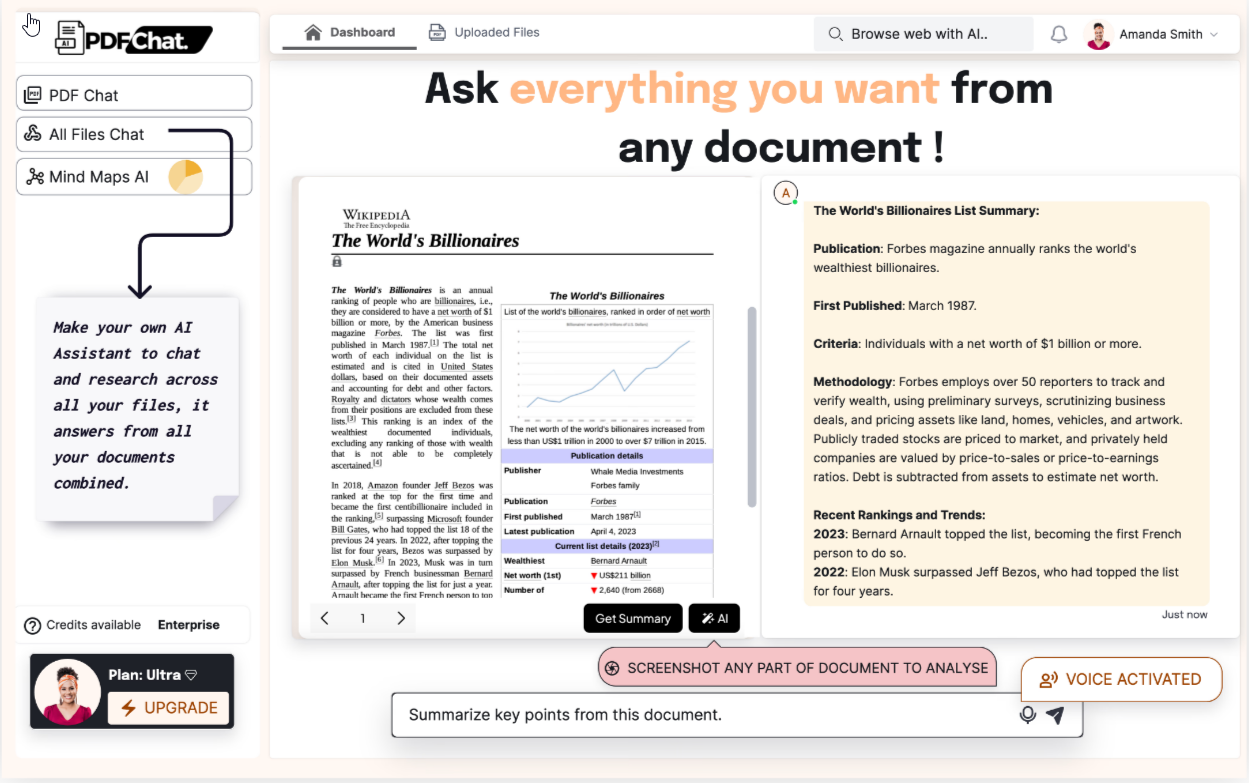 PDFChat.
AI
Dashboard
Uploaded Files
Browse web with AI..
Amanda Smith
PDF Chat
All Files Chat
Mind Maps AI
Make your own AI
Assistant to chat
and research across
all your files, it
answers from all
your documents
combined.
Credits available Enterprise
Plan: Ultra
UPGRADE
Ask everything you want from
any document !
WIKIPEDIA
The Free Encyclopedia
The World's Billionaires
The World's Billionaires is an annual
ranking of people who are billionaires, i.e.,
they are considered to have a net worth of $1
billion or more, by the American business
magazine Forbes. The list was first
published in March 1987.[1] The total net
worth of each individual on the list is
estimated and is cited in United States
dollars, based on their documented assets
and accounting for debt and other factors.
Royalty and dictators whose wealth comes
from their positions are excluded from these
lists.[3] This ranking is an index of the
wealthiest documented individuals,
excluding any ranking of those with wealth
that is not able to be completely
ascertained.[4]
In 2018, Amazon founder Jeff Bezos was
ranked at the top for the first time and
became the first centibillionaire included in
the ranking,[5] surpassing Microsoft founder
Bill Gates, who had topped the list 18 of the
previous 24 years. In 2022, after topping the
list for four years, Bezos was surpassed by
Elon Musk.[6] In 2023, Musk was in turn
surpassed by French businesman Bernard
Arnault, after topping the list for just a year.
Arnault became the first French person to top
The World's Billionaires
List of the world's billionaires, ranked in order of net worth
Billionaires' net worth (in trillions of U.S. Dollars)
The net worth of the world's billionaires increased from
less than US$1 trillion in 2000 to over $7 trillion in 2015.
Publication details
Publisher Whale Media Investments
Forbes family
Publication Forbes
First published March 1987[1]
Latest publication April 4, 2023
Current list details (2023)[2]
Wealthiest Bernard Arnault
Net worth (1st) ▼ US$211 billion
Number of ▼ 2,640 (from 2668)
1
Get Summary
AI
A
The World's Billionaires List Summary:
Publication: Forbes magazine annually ranks the world's
wealthiest billionaires.
First Published: March 1987.
Criteria: Individuals with a net worth of $1 billion or more.
Methodology: Forbes employs over 50 reporters to track and
verify wealth, using preliminary surveys, scrutinizing business
deals, and pricing assets like land, homes, vehicles, and artwork.
Publicly traded stocks are priced to market, and privately held
companies are valued by price-to-sales or price-to-earnings
ratios. Debt is subtracted from assets to estimate net worth.
Recent Rankings and Trends:
2023: Bernard Arnault topped the list, becoming the first French
person to do so.
2022: Elon Musk surpassed Jeff Bezos, who had topped the list
for four years.
Just now
SCREENSHOT ANY PART OF DOCUMENT TO ANALYSE
VOICE ACTIVATED
Summarize key points from this document.